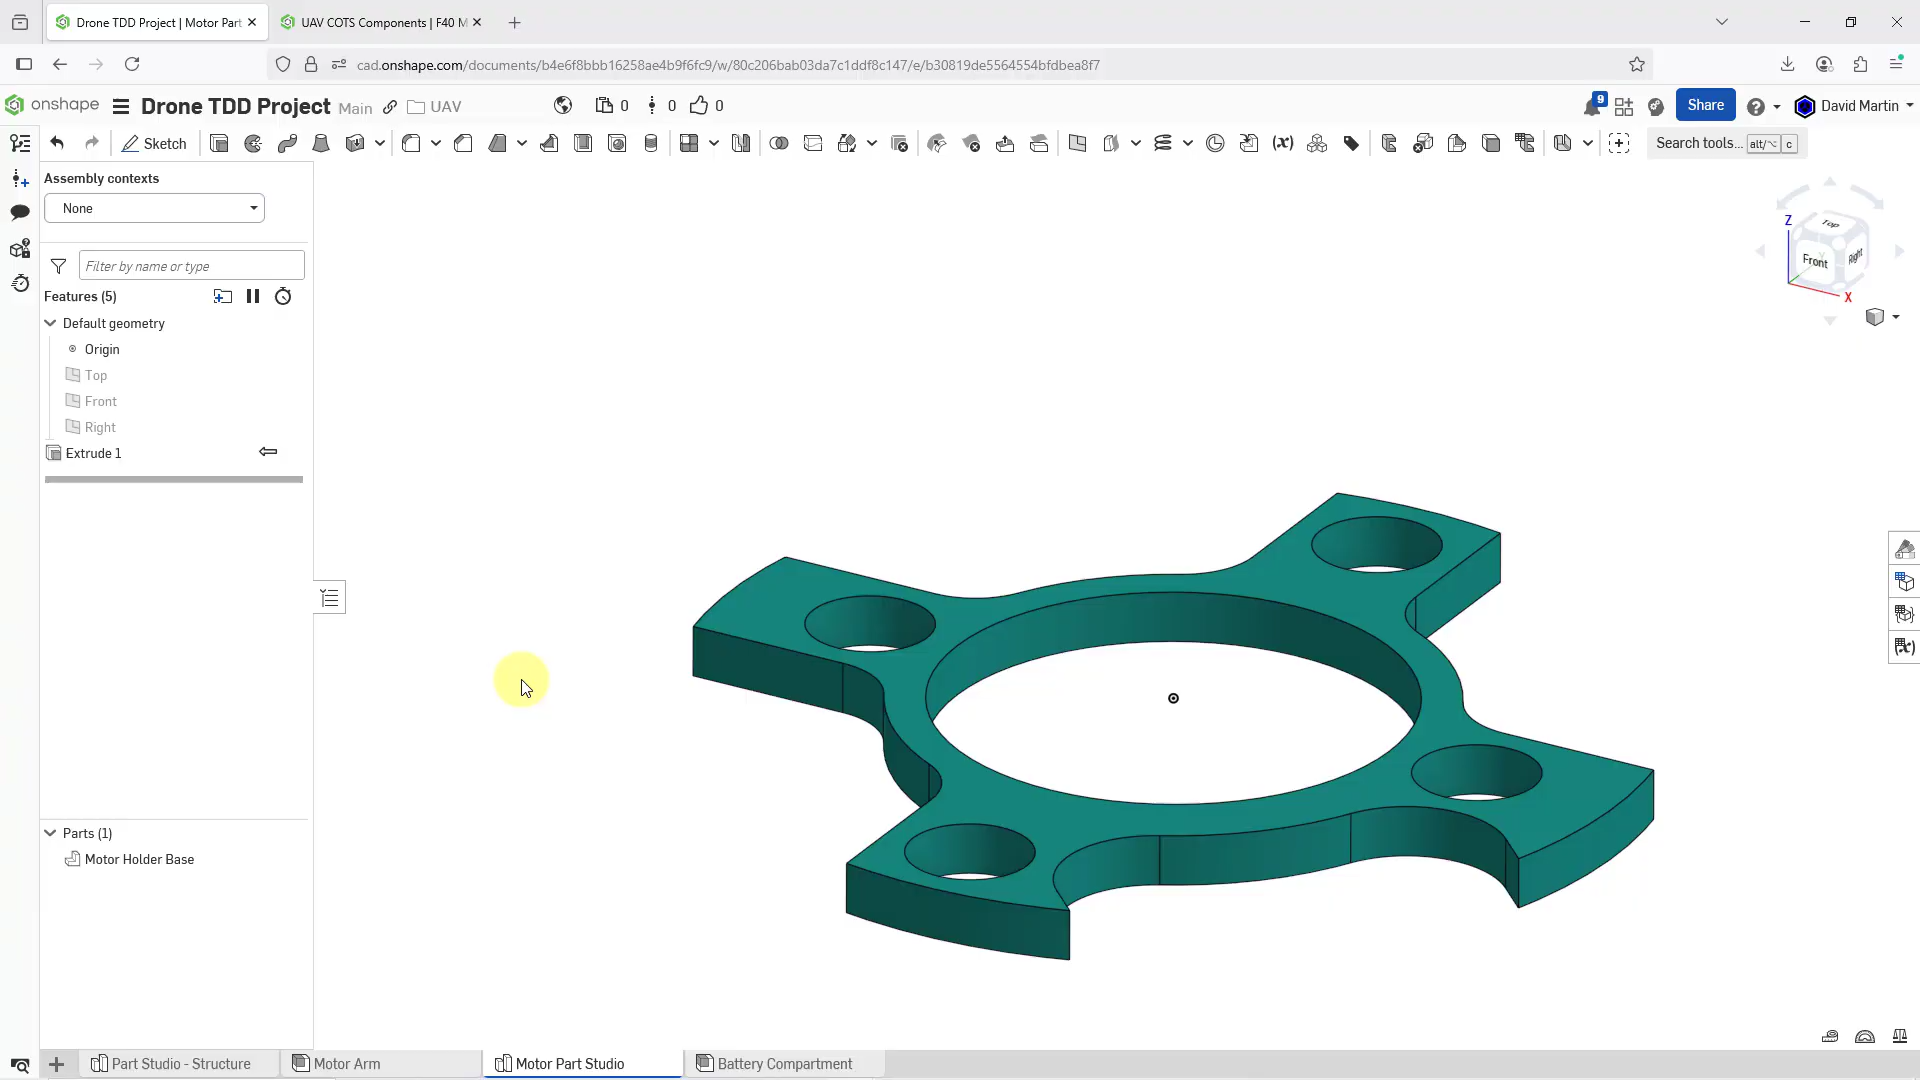 Drone TDD Project | Motor Part
UAV COTS Components | F40 M
cad.onshape.com/documents/b4e6f8bbb16258ae4b9f6fc9/w/80c206bab03da7c1ddf8c147/e/b30819de5564554bfdbea8f7
onshape Drone TDD Project Main UAV 0 0 0 9 Share David Martin
Sketch Search tools... alt/⌥ c
Assembly contexts
None
Filter by name or type
Features (5)
Default geometry
Origin
Top
Front
Right
Extrude 1
Parts (1)
Motor Holder Base
Z
Top
Front
Right
X
Part Studio - Structure
Motor Arm
Motor Part Studio
Battery Compartment